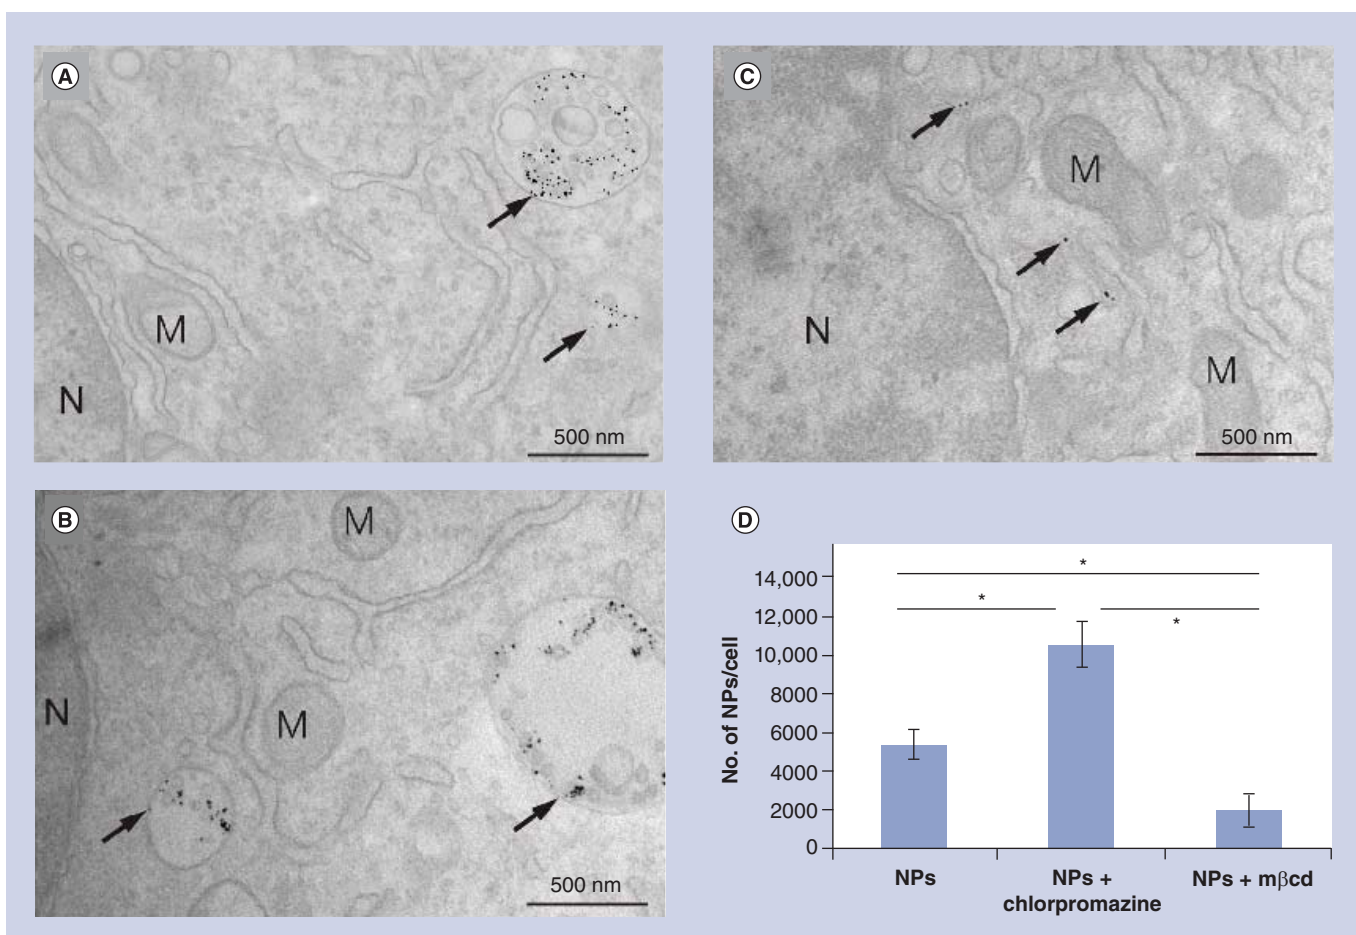 A
M
N
500 nm
B
M
N
M
500 nm
C
M
N
M
500 nm
D
*
*
*
14,000
12,000
10,000
8000
6000
4000
2000
0
No. of NPs/cell
NPs
NPs +
chlorpromazine
NPs + mβcd